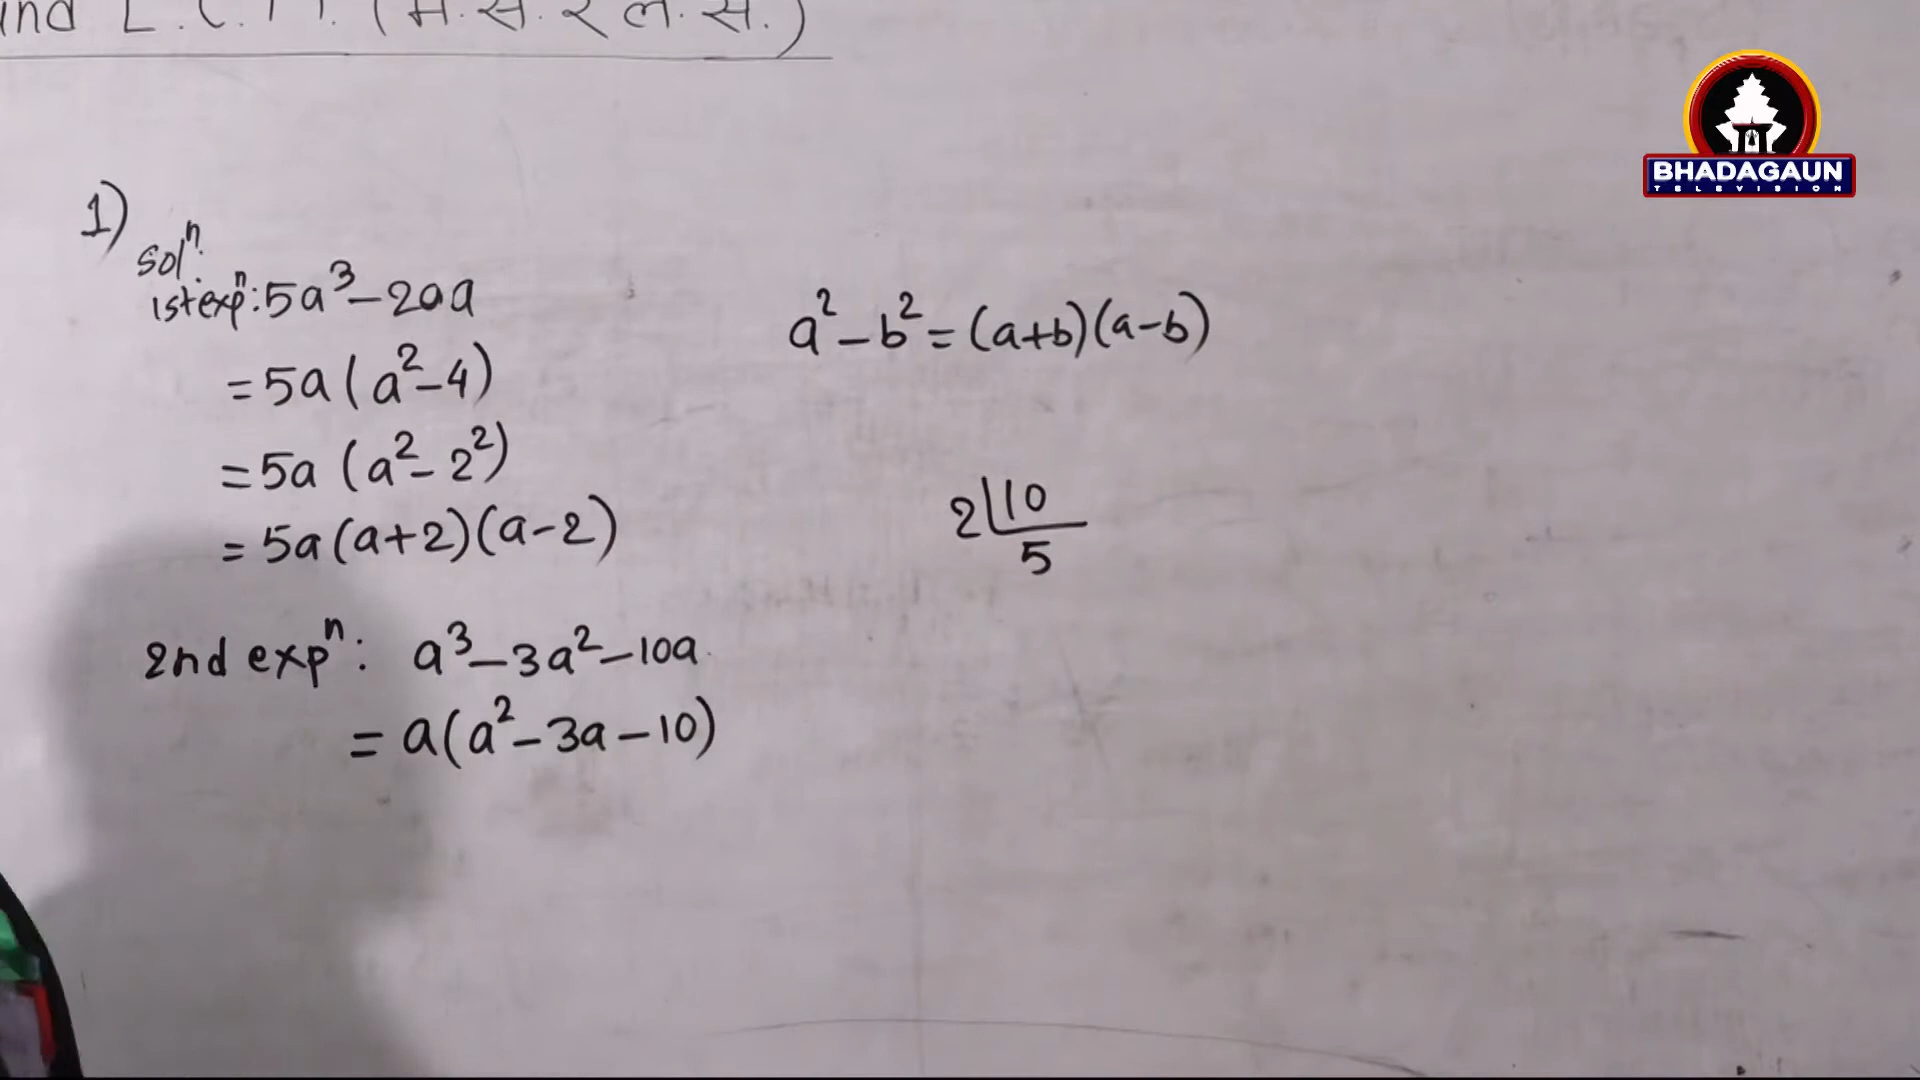 L.C.M. (म.स. र ल.स.)
BHADAGAUN
TELEVISION
1)
solⁿ:
1st expⁿ: 5a³-20a
= 5a(a²-4)
= 5a (a²-2²)
= 5a(a+2)(a-2)
a²-b²=(a+b)(a-b)
2|10
5
2nd expⁿ: a³-3a²-10a
= a(a²-3a-10)